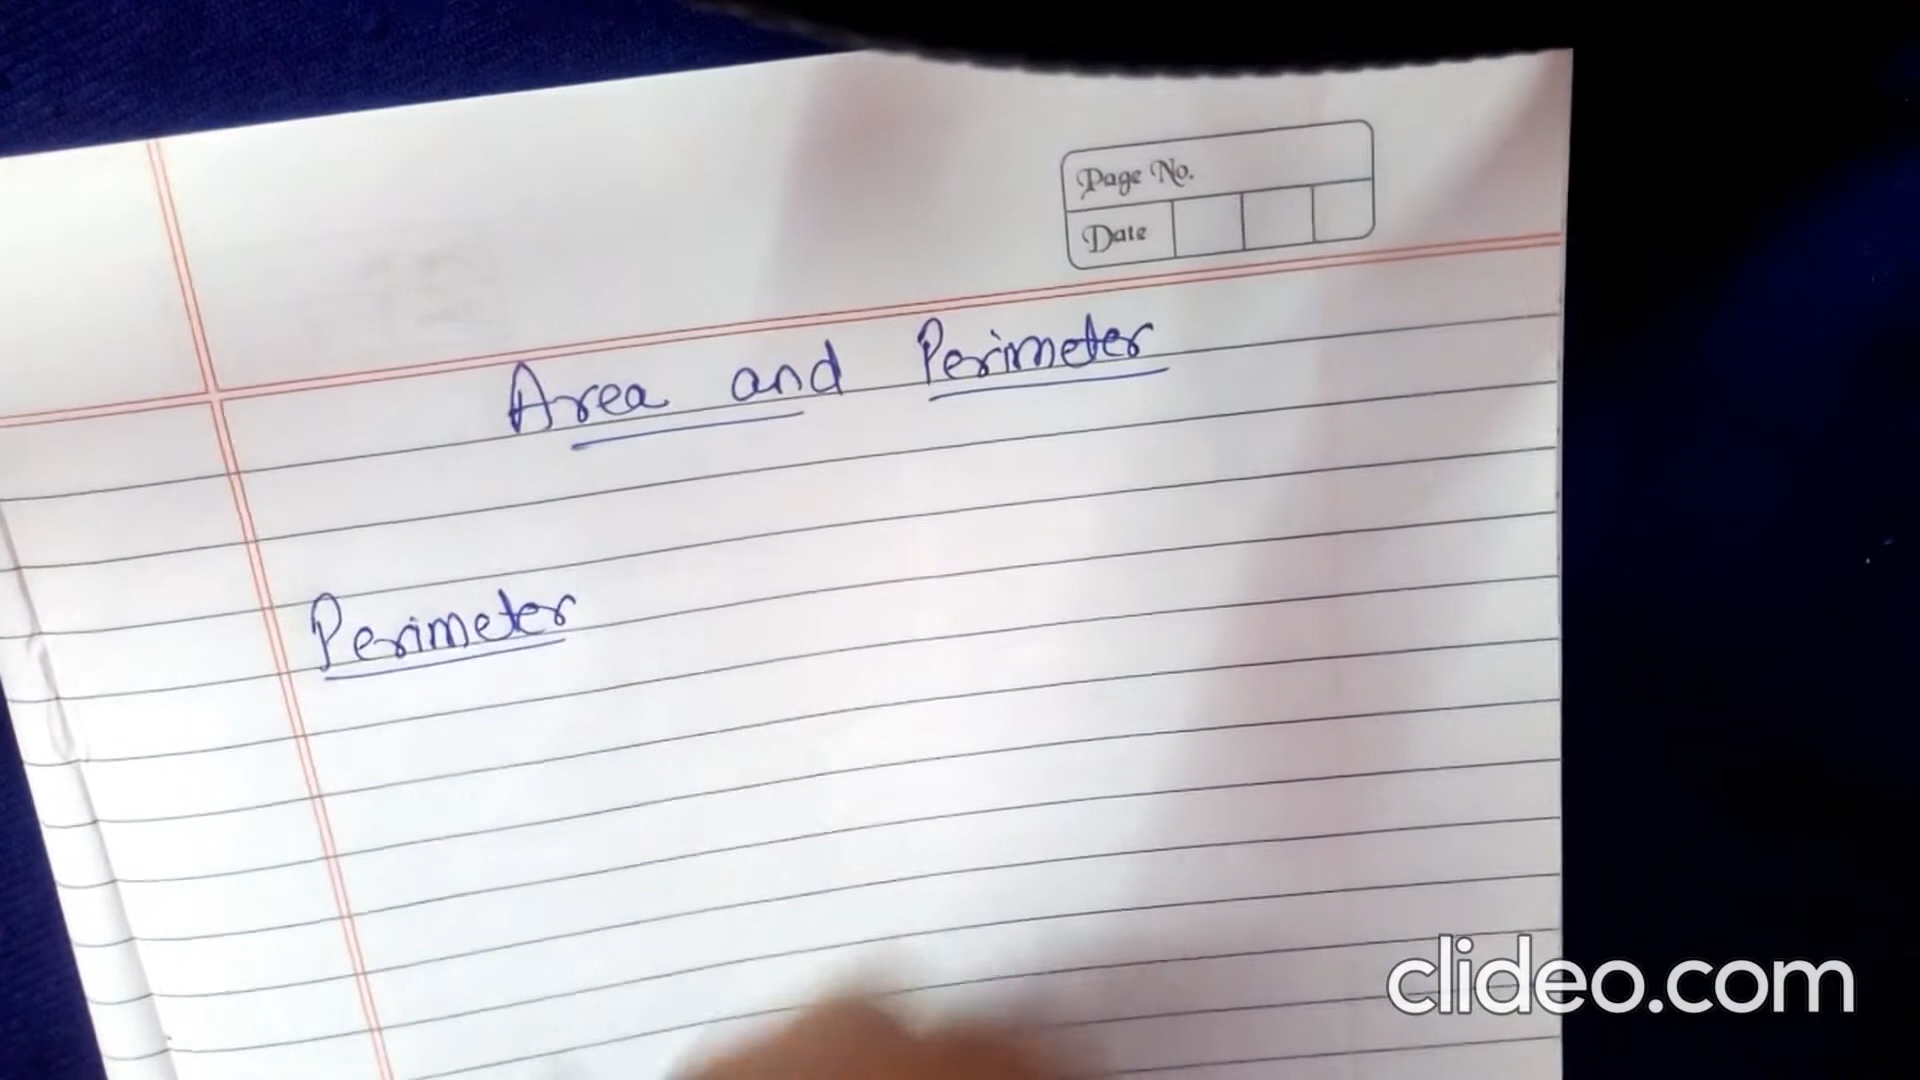 Page No.
Date
Area and Perimeter
Perimeter
clideo.com